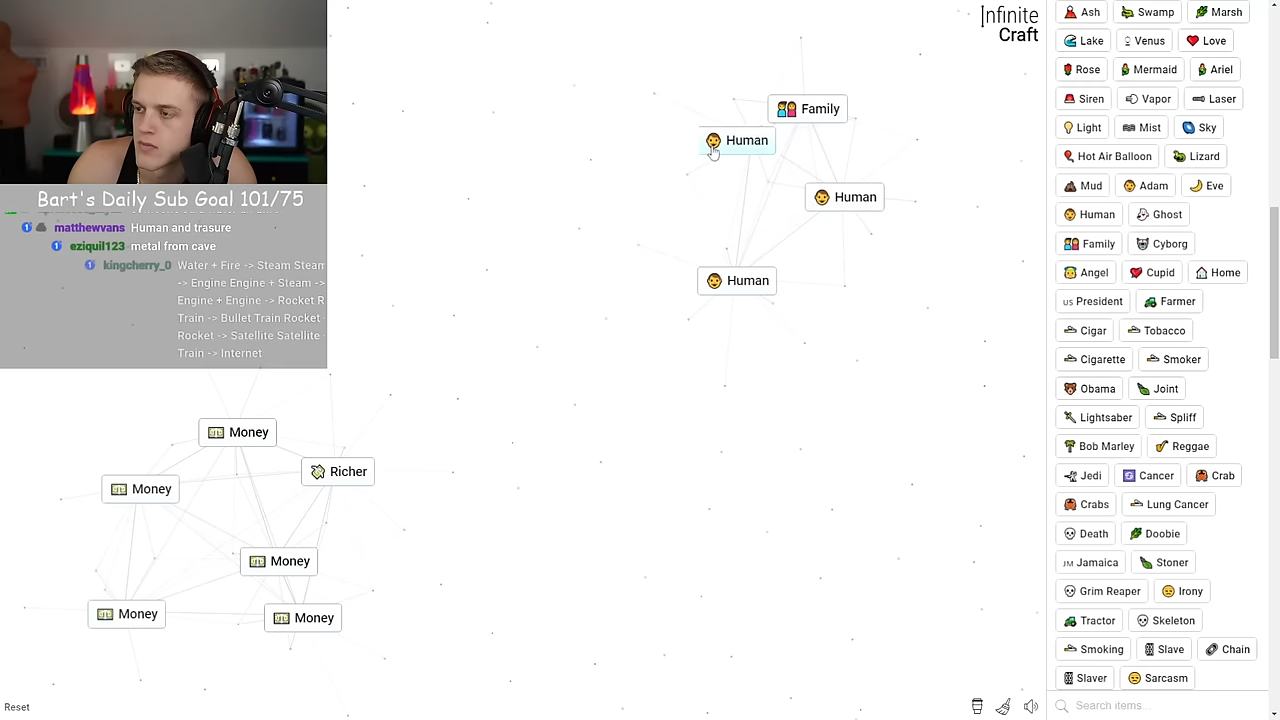 Infinite
Craft
Family
Human
Human
Human
Bart's Daily Sub Goal 101/75
matthewvans Human and trasure
eziquil123 metal from cave
kingcherry_0 Water + Fire -> Steam Steam
-> Engine Engine + Steam ->
Engine + Engine -> Rocket R
Train -> Bullet Train Rocket
Rocket -> Satellite Satellite
Train -> Internet
Money
Richer
Money
Money
Money
Money
Reset
Ash Swamp Marsh
Lake Venus Love
Rose Mermaid Ariel
Siren Vapor Laser
Light Mist Sky
Hot Air Balloon Lizard
Mud Adam Eve
Human Ghost
Family Cyborg
Angel Cupid Home
US President Farmer
Cigar Tobacco
Cigarette Smoker
Obama Joint
Lightsaber Spliff
Bob Marley Reggae
Jedi Cancer Crab
Crabs Lung Cancer
Death Doobie
JM Jamaica Stoner
Grim Reaper Irony
Tractor Skeleton
Smoking Slave Chain
Slaver Sarcasm
Search items...